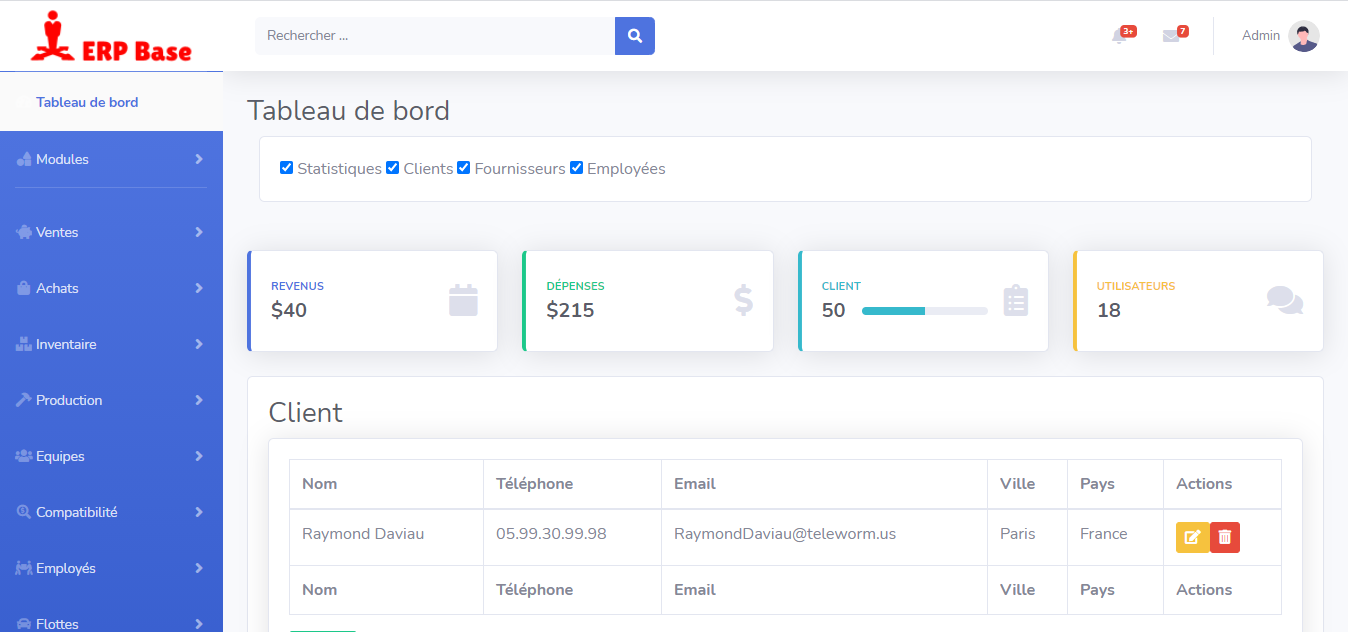 ERP Base
Rechercher ...
3+
7
Admin
Tableau de bord
Modules
Ventes
Achats
Inventaire
Production
Equipes
Compatibilité
Employés
Flottes
Tableau de bord
Statistiques Clients Fournisseurs Employées
REVENUS
$40
DÉPENSES
$215
CLIENT
50
UTILISATEURS
18
Client
Nom Téléphone Email Ville Pays Actions
Raymond Daviau 05.99.30.99.98 RaymondDaviau@teleworm.us Paris France
Nom Téléphone Email Ville Pays Actions